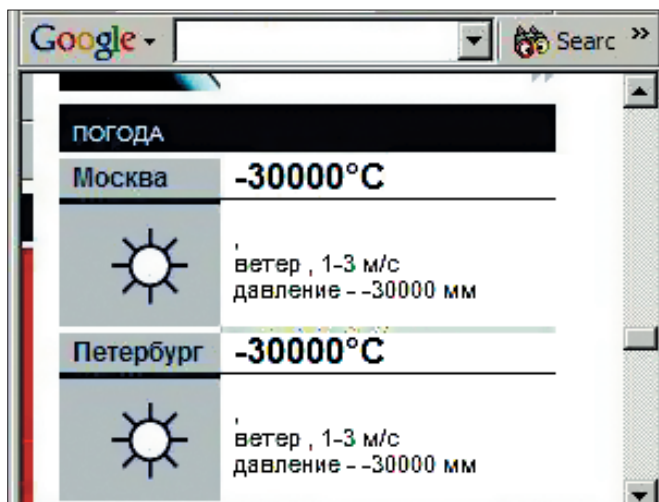 Google
Searc »
»
ПОГОДА
Москва -30000°C
,
ветер , 1-3 м/с
давление - -30000 мм
Петербург -30000°C
,
ветер , 1-3 м/с
давление - -30000 мм